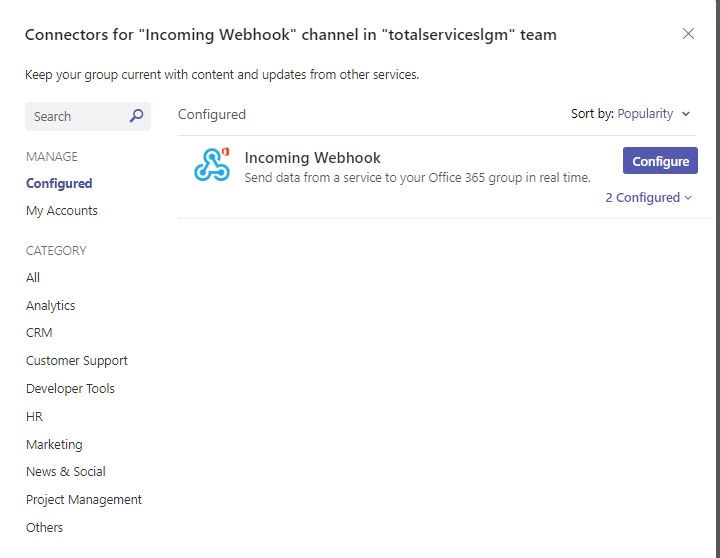 Connectors for "Incoming Webhook" channel in "totalserviceslgm" team
Keep your group current with content and updates from other services.
Search
MANAGE
Configured
My Accounts
CATEGORY
All
Analytics
CRM
Customer Support
Developer Tools
HR
Marketing
News & Social
Project Management
Others
Configured
Sort by: Popularity
Incoming Webhook
Configure
Send data from a service to your Office 365 group in real time.
2 Configured